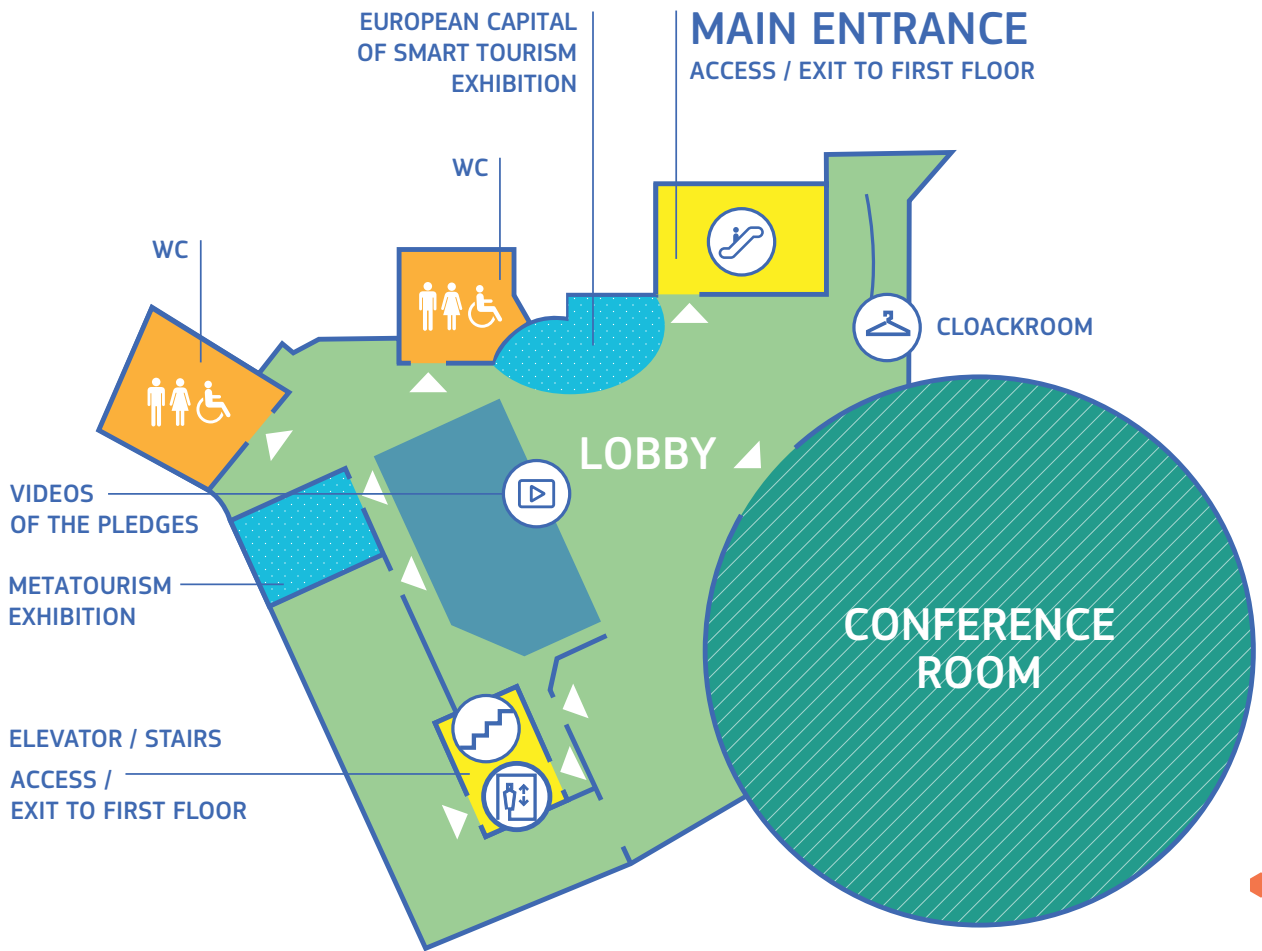 EUROPEAN CAPITAL
OF SMART TOURISM
EXHIBITION
MAIN ENTRANCE
ACCESS / EXIT TO FIRST FLOOR
WC
WC
CLOACKROOM
LOBBY
VIDEOS
OF THE PLEDGES
METATOURISM
EXHIBITION
CONFERENCE
ROOM
ELEVATOR / STAIRS
ACCESS /
EXIT TO FIRST FLOOR